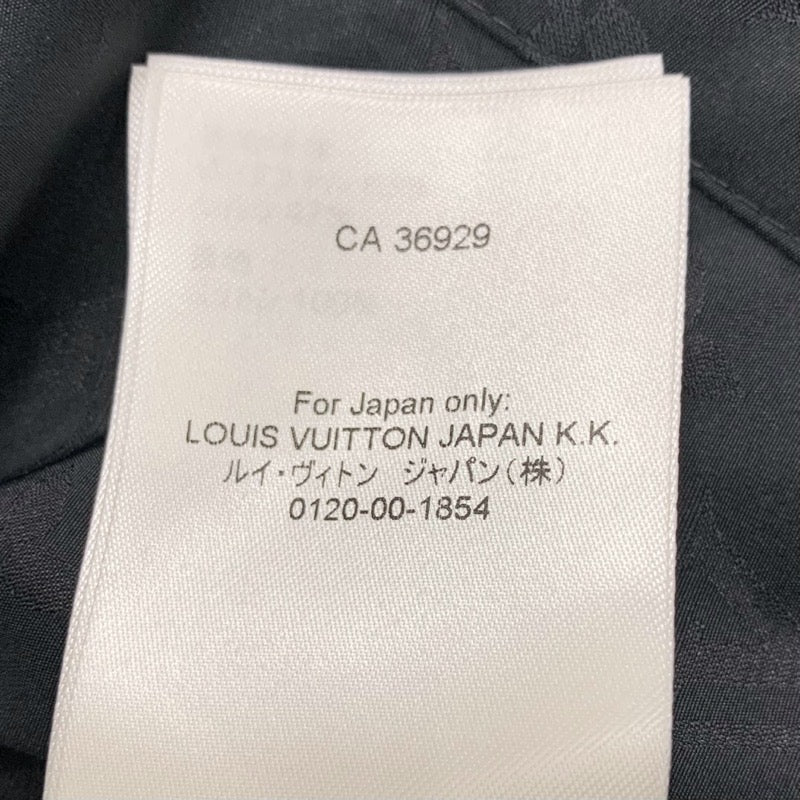 CA 36929
For Japan only:
LOUIS VUITTON JAPAN K.K.
ルイ・ヴィトン ジャパン(株)
0120-00-1854